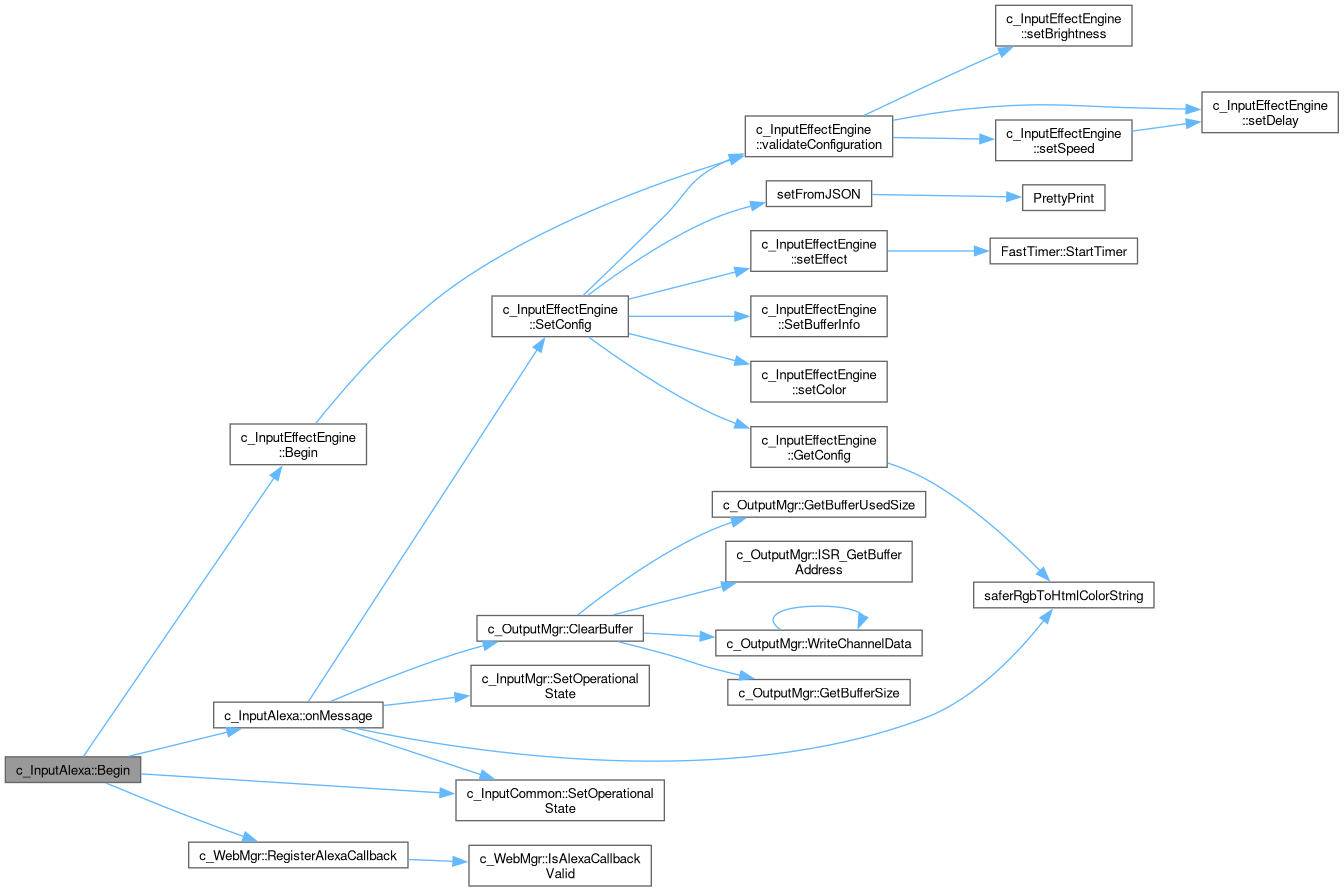 c_InputEffectEngine
::setBrightness
c_InputEffectEngine
::setDelay
c_InputEffectEngine
::validateConfiguration
c_InputEffectEngine
::setSpeed
setFromJSON
PrettyPrint
c_InputEffectEngine
::setEffect
FastTimer::StartTimer
c_InputEffectEngine
::SetConfig
c_InputEffectEngine
::SetBufferInfo
c_InputEffectEngine
::setColor
c_InputEffectEngine
::Begin
c_InputEffectEngine
::GetConfig
c_OutputMgr::GetBufferUsedSize
c_OutputMgr::ISR_GetBuffer
Address
saferRgbToHtmlColorString
c_OutputMgr::ClearBuffer
c_OutputMgr::WriteChannelData
c_InputMgr::SetOperational
State
c_OutputMgr::GetBufferSize
c_InputAlexa::onMessage
c_InputAlexa::Begin
c_InputCommon::SetOperational
State
c_WebMgr::RegisterAlexaCallback
c_WebMgr::IsAlexaCallback
Valid